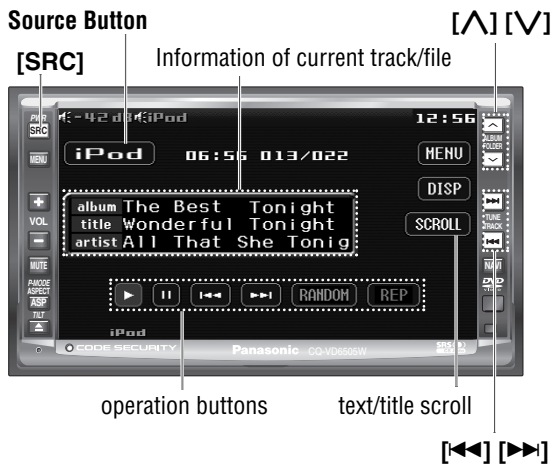 Source Button
[SRC]
Information of current track/file
[∧] [∨]
PWR
SRC
MENU
VOL
MUTE
P·MODE
ASPECT
ASP
TILT
-42 dB iPod
12:56
iPod
06:56 013/022
MENU
DISP
SCROLL
album The Best Tonight
title Wonderful Tonight
artist All That She Tonig
RANDOM
REP
iPod
ALBUM
FOLDER
TUNE
TRACK
NAVI
DVD
CODE SECURITY
Panasonic CQ-VD6505W
SRS
operation buttons
text/title scroll
[⏮] [⏭]